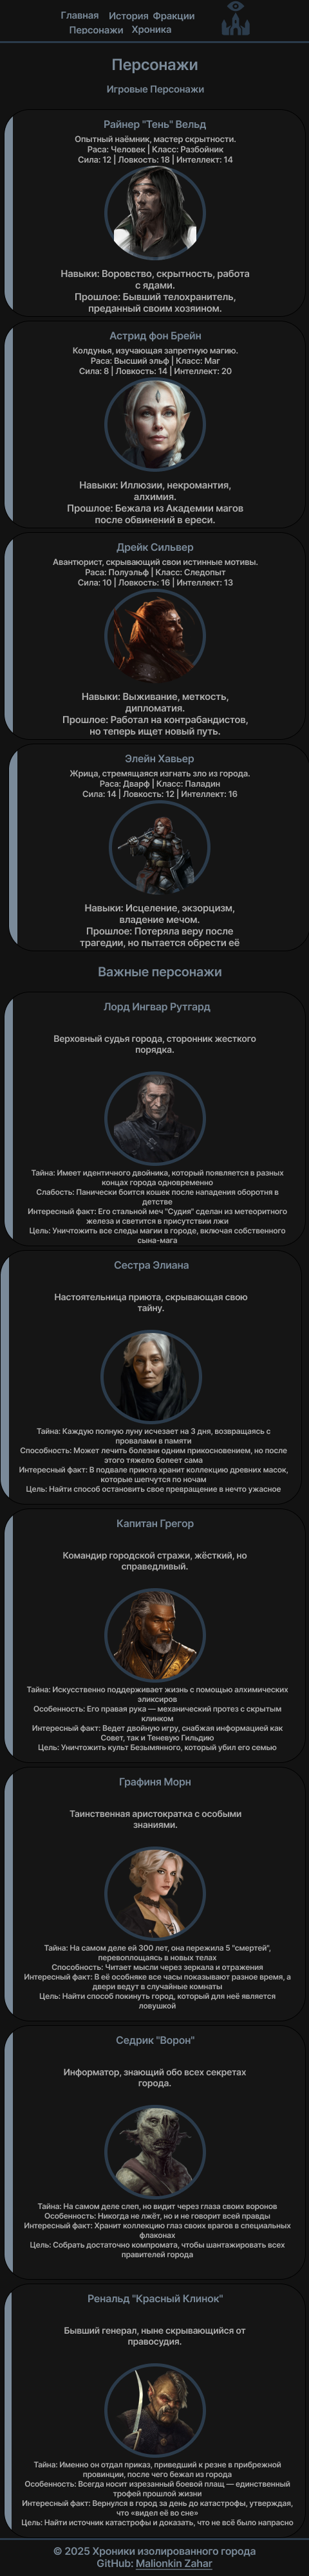 Главная История Фракции
Персонажи Хроника
Персонажи
Игровые Персонажи
Райнер "Тень" Вельд
Опытный наёмник, мастер скрытности.
Раса: Человек | Класс: Разбойник
Сила: 12 | Ловкость: 18 | Интеллект: 14
Навыки: Воровство, скрытность, работа
с ядами.
Прошлое: Бывший телохранитель,
преданный своим хозяином.
Астрид фон Брейн
Колдунья, изучающая запретную магию.
Раса: Высший эльф | Класс: Маг
Сила: 8 | Ловкость: 14 | Интеллект: 20
Навыки: Иллюзии, некромантия,
алхимия.
Прошлое: Бежала из Академии магов
после обвинений в ереси.
Дрейк Сильвер
Авантюрист, скрывающий свои истинные мотивы.
Раса: Полуэльф | Класс: Следопыт
Сила: 10 | Ловкость: 16 | Интеллект: 13
Навыки: Выживание, меткость,
дипломатия.
Прошлое: Работал на контрабандистов,
но теперь ищет новый путь.
Элейн Хавьер
Жрица, стремящаяся изгнать зло из города.
Раса: Дварф | Класс: Паладин
Сила: 14 | Ловкость: 12 | Интеллект: 16
Навыки: Исцеление, экзорцизм,
владение мечом.
Прошлое: Потеряла веру после
трагедии, но пытается обрести её
Важные персонажи
Лорд Ингвар Рутгард
Верховный судья города, сторонник жесткого
порядка.
Тайна: Имеет идентичного двойника, который появляется в разных
концах города одновременно
Слабость: Панически боится кошек после нападения оборотня в
детстве
Интересный факт: Его стальной меч "Судия" сделан из метеоритного
железа и светится в присутствии лжи
Цель: Уничтожить все следы магии в городе, включая собственного
сына-мага
Сестра Элиана
Настоятельница приюта, скрывающая свою
тайну.
Тайна: Каждую полную луну исчезает на 3 дня, возвращаясь с
провалами в памяти
Способность: Может лечить болезни одним прикосновением, но после
этого тяжело болеет сама
Интересный факт: В подвале приюта хранит коллекцию древних масок,
которые шепчутся по ночам
Цель: Найти способ остановить свое превращение в нечто ужасное
Капитан Грегор
Командир городской стражи, жёсткий, но
справедливый.
Тайна: Искусственно поддерживает жизнь с помощью алхимических
эликсиров
Особенность: Его правая рука — механический протез с скрытым
клинком
Интересный факт: Ведет двойную игру, снабжая информацией как
Совет, так и Теневую Гильдию
Цель: Уничтожить культ Безымянного, который убил его семью
Графиня Морн
Таинственная аристократка с особыми
знаниями.
Тайна: На самом деле ей 300 лет, она пережила 5 "смертей",
перевоплощаясь в новых телах
Способность: Читает мысли через зеркала и отражения
Интересный факт: В её особняке все часы показывают разное время, а
двери ведут в случайные комнаты
Цель: Найти способ покинуть город, который для неё является
ловушкой
Седрик "Ворон"
Информатор, знающий обо всех секретах
города.
Тайна: На самом деле слеп, но видит через глаза своих воронов
Особенность: Никогда не лжёт, но и не говорит всей правды
Интересный факт: Хранит коллекцию глаз своих врагов в специальных
флаконах
Цель: Собрать достаточно компромата, чтобы шантажировать всех
правителей города
Ренальд "Красный Клинок"
Бывший генерал, ныне скрывающийся от
правосудия.
Тайна: Именно он отдал приказ, приведший к резне в прибрежной
провинции, после чего бежал из города
Особенность: Всегда носит изрезанный боевой плащ — единственный
трофей прошлой жизни
Интересный факт: Вернулся в город за день до катастрофы, утверждая,
что «видел её во сне»
Цель: Найти источник катастрофы и доказать, что не всё было напрасно
© 2025 Хроники изолированного города
GitHub: Malionkin Zahar